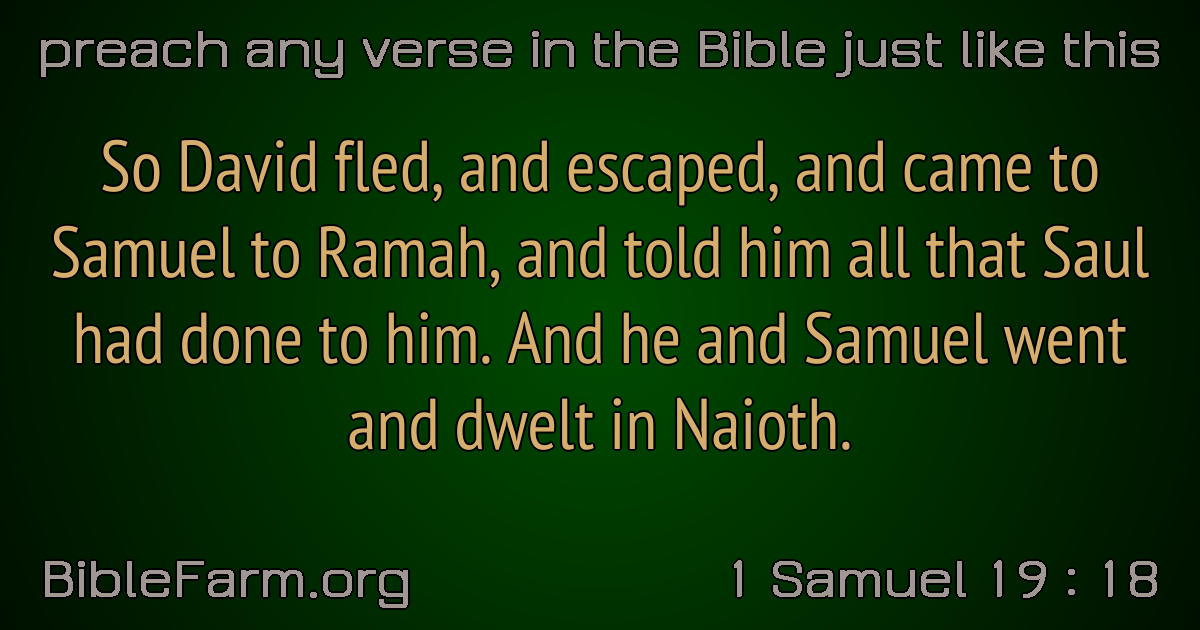 preach any verse in the Bible just like this
So David fled, and escaped, and came to
Samuel to Ramah, and told him all that Saul
had done to him. And he and Samuel went
and dwelt in Naioth.
BibleFarm.org
1 Samuel 19 : 18